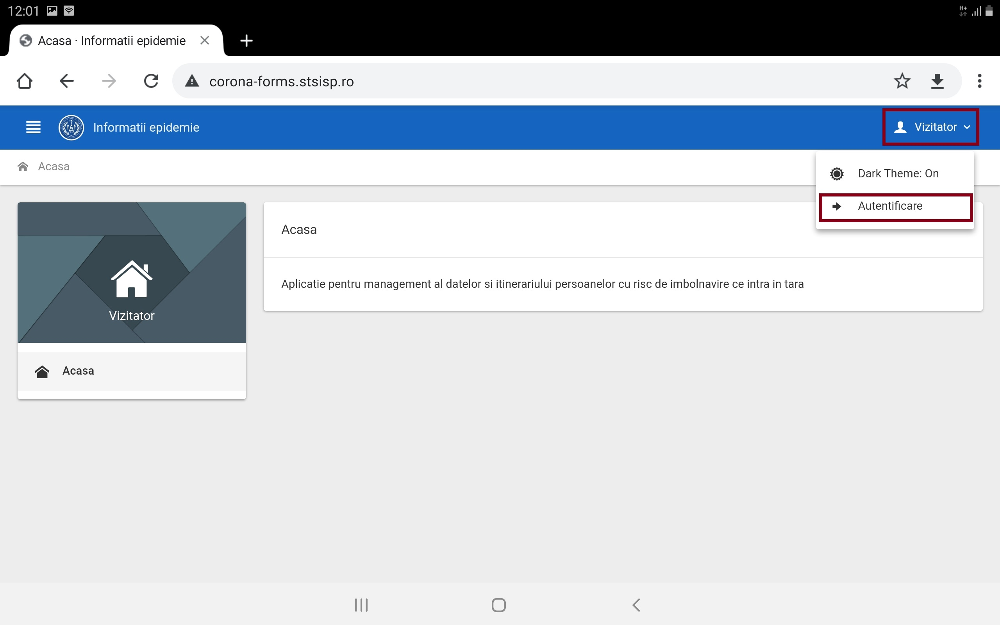 12:01
H+
Acasa · Informatii epidemie
corona-forms.stsisp.ro
Informatii epidemie
Vizitator
Acasa
Dark Theme: On
Autentificare
Acasa
Aplicatie pentru management al datelor si itinerariului persoanelor cu risc de imbolnavire ce intra in tara
Vizitator
Acasa